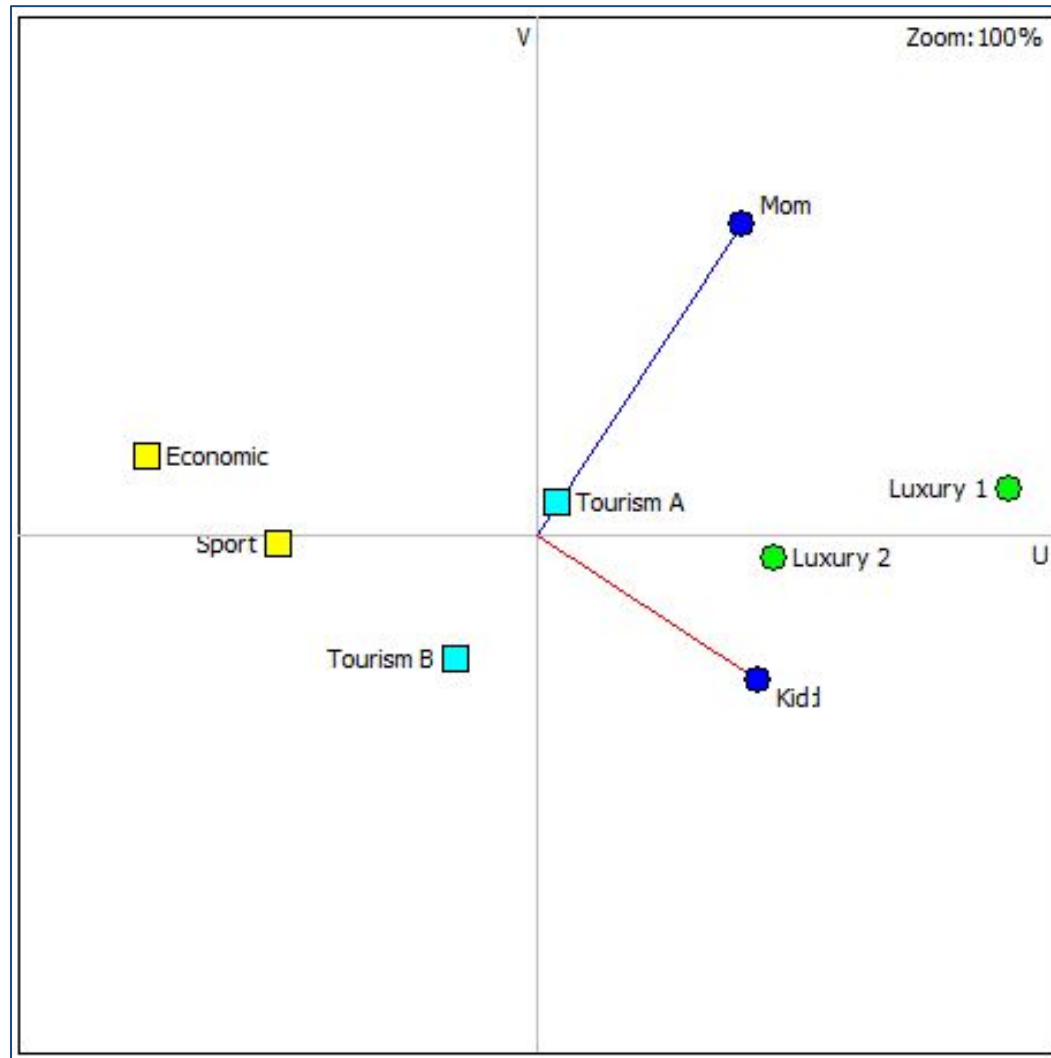 V
Zoom:100%
Mom
Economic
Luxury 1
Tourism A
Sport
Luxury 2
U
Tourism B